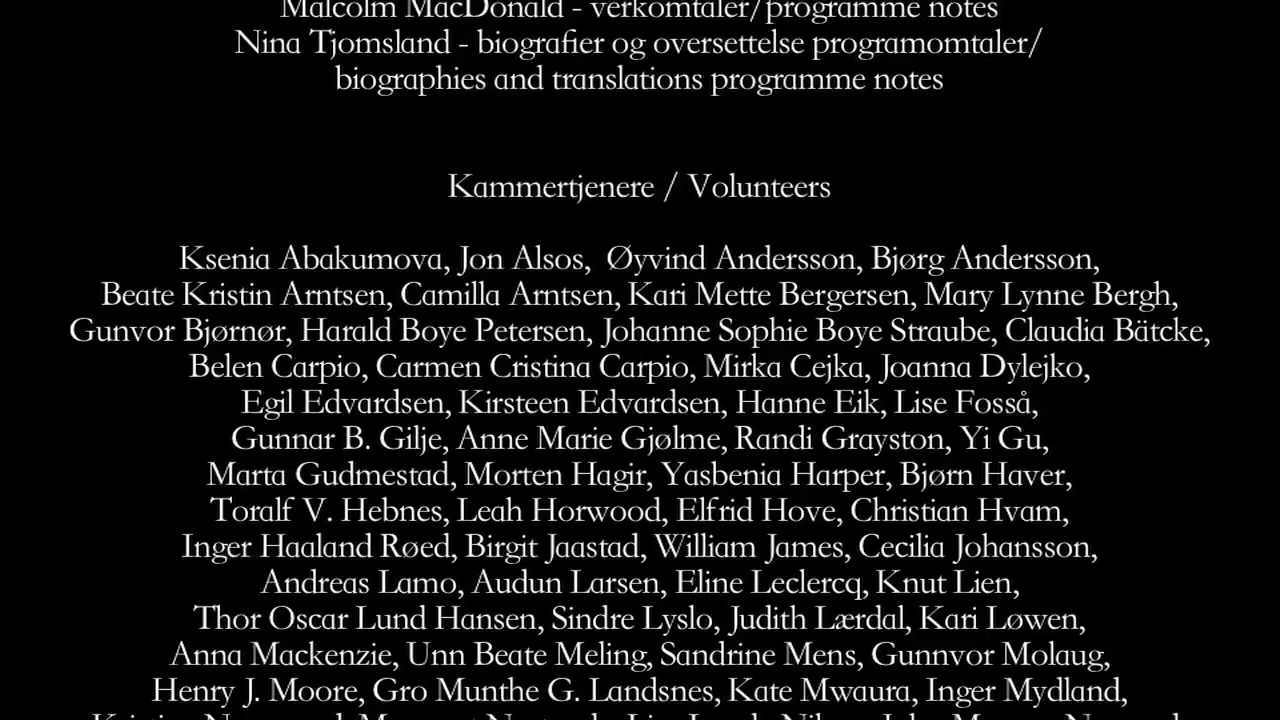 Malcolm MacDonald - verkomtaler/programme notes
Nina Tjomsland - biografier og oversettelse programomtaler/
biographies and translations programme notes
Kammertjenere / Volunteers
Ksenia Abakumova, Jon Alsos, Øyvind Andersson, Bjørg Andersson,
Beate Kristin Arntsen, Camilla Arntsen, Kari Mette Bergersen, Mary Lynne Bergh,
Gunvor Bjørnør, Harald Boye Petersen, Johanne Sophie Boye Straube, Claudia Bätcke,
Belen Carpio, Carmen Cristina Carpio, Mirka Cejka, Joanna Dylejko,
Egil Edvardsen, Kirsteen Edvardsen, Hanne Eik, Lise Fosså,
Gunnar B. Gilje, Anne Marie Gjølme, Randi Grayston, Yi Gu,
Marta Gudmestad, Morten Hagir, Yasbenia Harper, Bjørn Haver,
Toralf V. Hebnes, Leah Horwood, Elfrid Hove, Christian Hvam,
Inger Haaland Røed, Birgit Jaastad, William James, Cecilia Johansson,
Andreas Lamo, Audun Larsen, Eline Leclercq, Knut Lien,
Thor Oscar Lund Hansen, Sindre Lyslo, Judith Lærdal, Kari Løwen,
Anna Mackenzie, Unn Beate Meling, Sandrine Mens, Gunnvor Molaug,
Henry J. Moore, Gro Munthe G. Landsnes, Kate Mwaura, Inger Mydland,